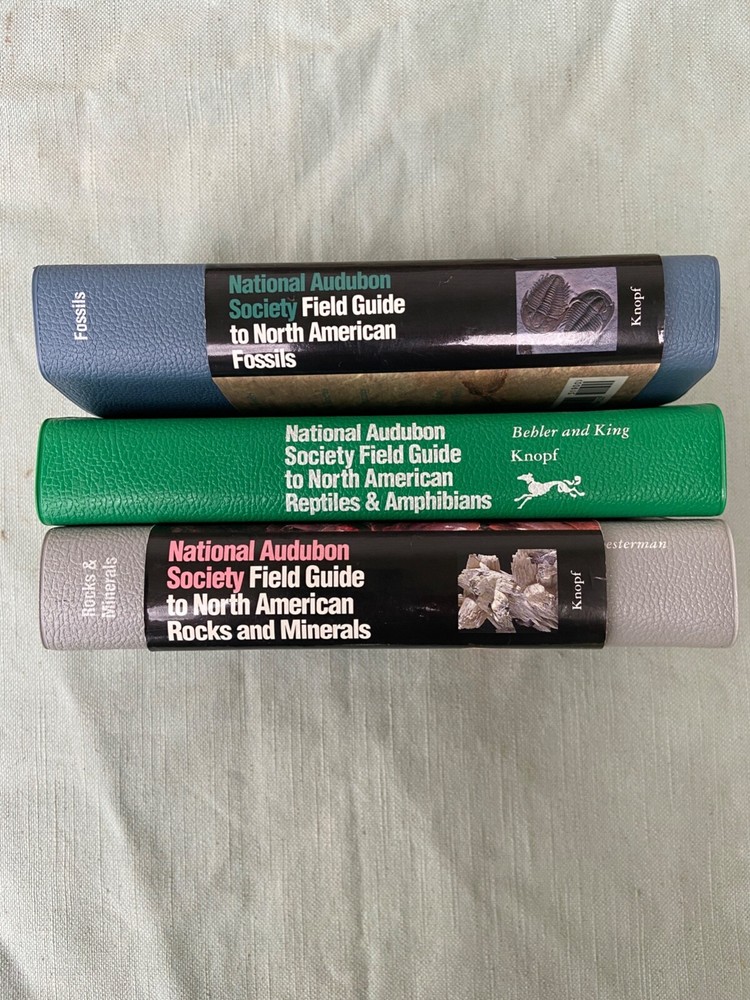 Fossils
National Audubon
Society Field Guide
to North American
Fossils
Knopf
National Audubon
Society Field Guide
to North American
Reptiles & Amphibians
Behler and King
Knopf
Rocks &
Minerals
National Audubon
Society Field Guide
to North American
Rocks and Minerals
Knopf
esterman